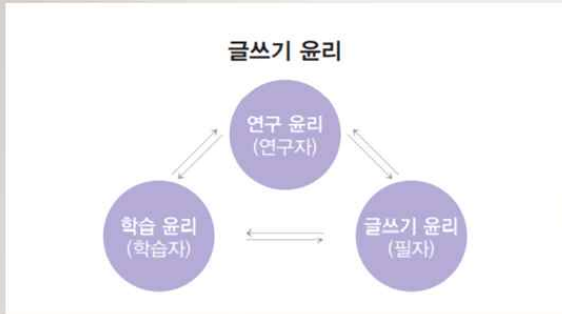 글쓰기 윤리
연구 윤리
(연구자)
학습 윤리
(학습자)
글쓰기 윤리
(필자)